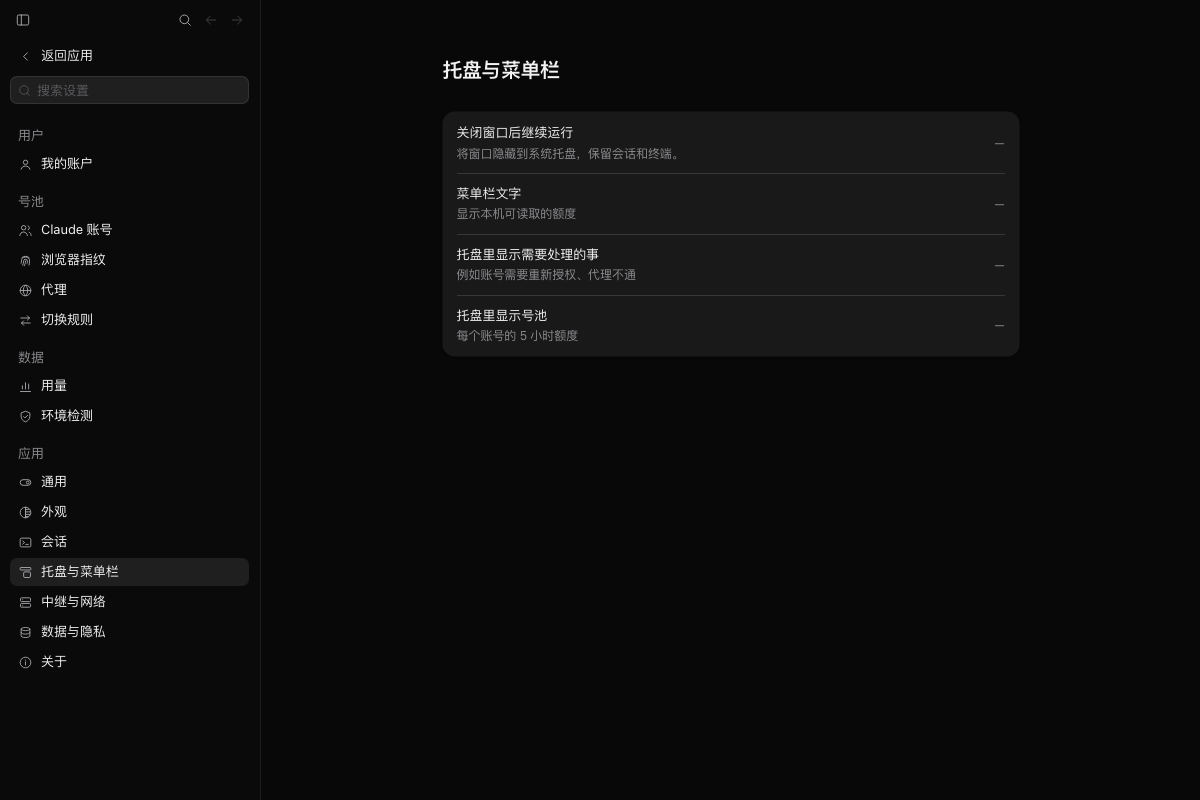 返回应用
搜索设置
用户
我的账户
号池
Claude 账号
浏览器指纹
代理
切换规则
数据
用量
环境检测
应用
通用
外观
会话
托盘与菜单栏
中继与网络
数据与隐私
关于
托盘与菜单栏
关闭窗口后继续运行
将窗口隐藏到系统托盘，保留会话和终端。
菜单栏文字
显示本机可读取的额度
托盘里显示需要处理的事
例如账号需要重新授权、代理不通
托盘里显示号池
每个账号的 5 小时额度